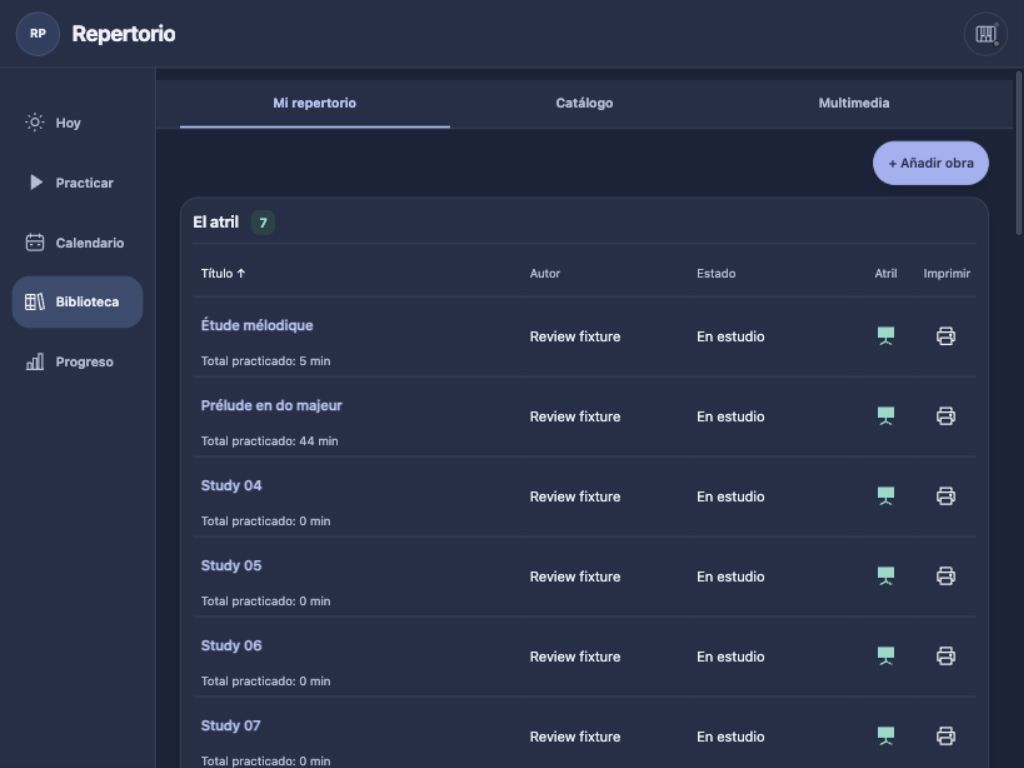 RP
Repertorio
Hoy
Practicar
Calendario
Biblioteca
Progreso
Mi repertorio
Catálogo
Multimedia
+ Añadir obra
El atril 7
Título ↑ Autor Estado Atril Imprimir
Étude mélodique
Review fixture En estudio
Total practicado: 5 min
Prélude en do majeur
Review fixture En estudio
Total practicado: 44 min
Study 04
Review fixture En estudio
Total practicado: 0 min
Study 05
Review fixture En estudio
Total practicado: 0 min
Study 06
Review fixture En estudio
Total practicado: 0 min
Study 07
Review fixture En estudio
Total practicado: 0 min